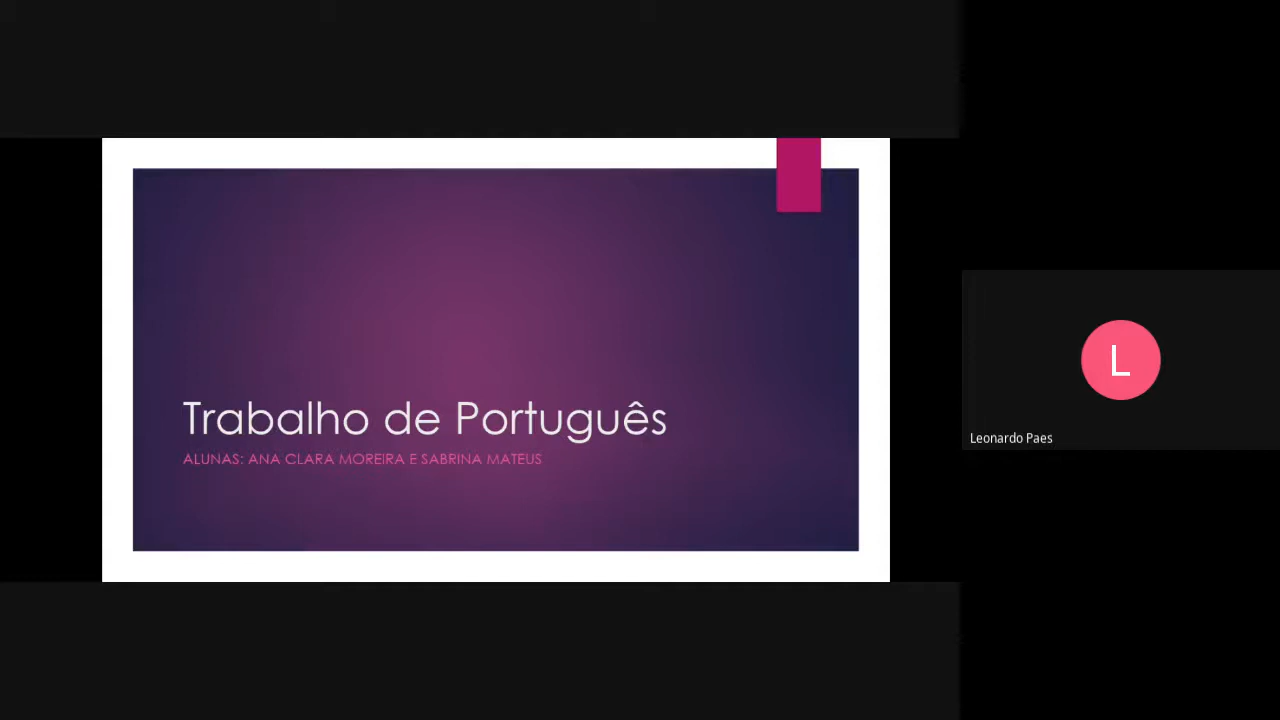 Trabalho de Português
ALUNAS: ANA CLARA MOREIRA E SABRINA MATEUS
L
Leonardo Paes